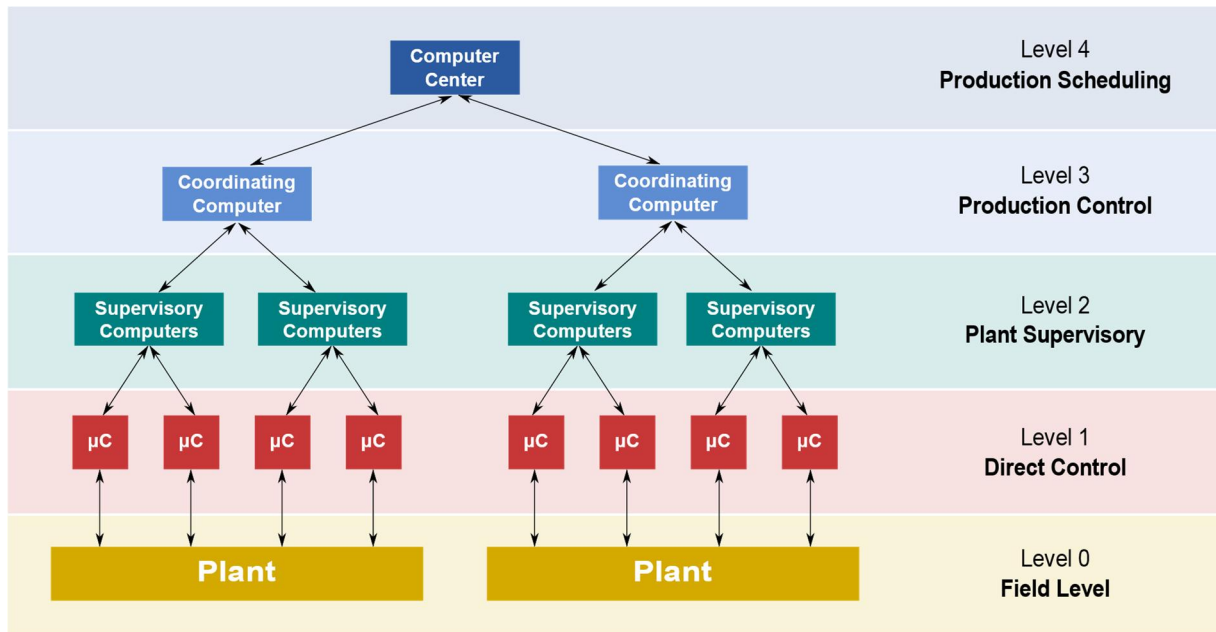 Computer
Center
Level 4
Production Scheduling
Coordinating
Computer
Coordinating
Computer
Level 3
Production Control
Supervisory
Computers
Supervisory
Computers
Supervisory
Computers
Supervisory
Computers
Level 2
Plant Supervisory
µC
µC
µC
µC
µC
µC
µC
µC
Level 1
Direct Control
Plant
Plant
Level 0
Field Level